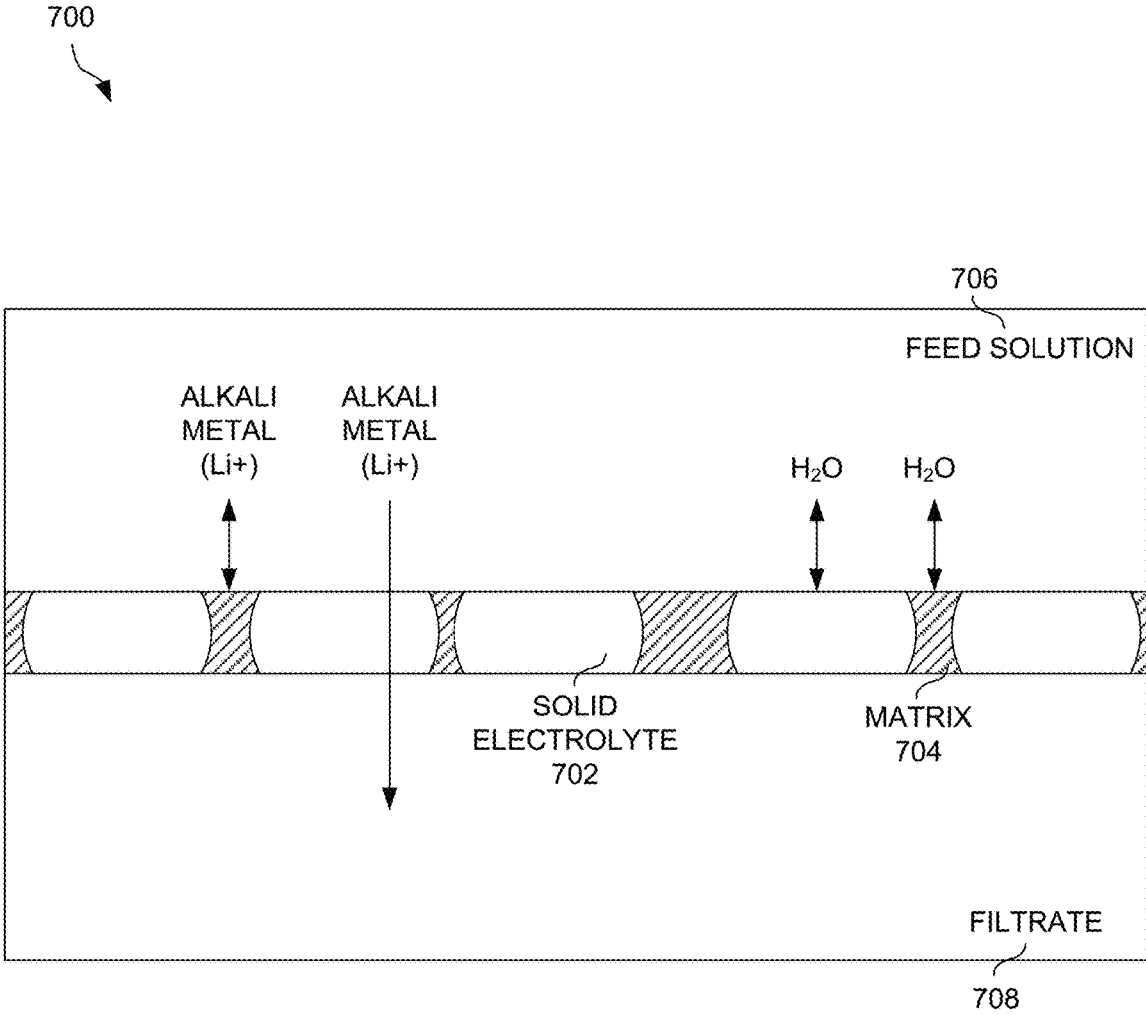 700
706
FEED SOLUTION
ALKALI
METAL
(Li+)
ALKALI
METAL
(Li+)
H₂O
H₂O
SOLID
ELECTROLYTE
702
MATRIX
704
FILTRATE
708